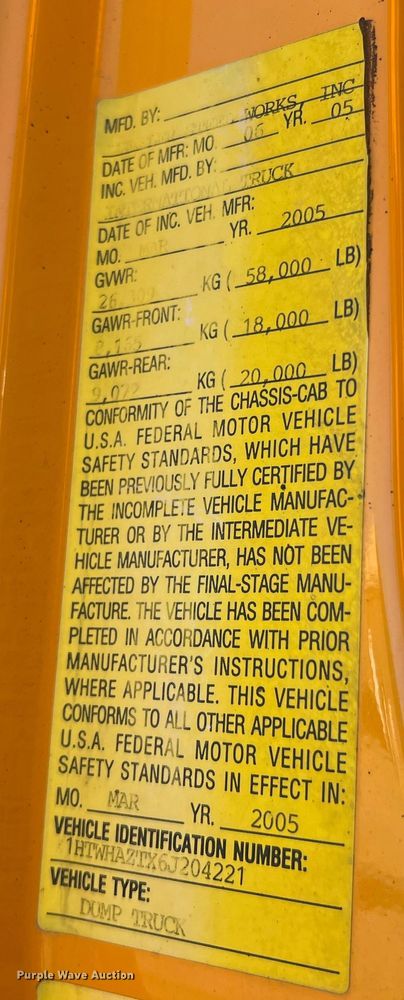 MFD. BY:
WORKS, INC
DATE OF MFR: MO. 06 YR. 05
INC. VEH. MFD. BY:
INTERNATIONAL TRUCK
DATE OF INC. VEH. MFR:
MO. MAR YR. 2005
GVWR:
KG ( 58,000 LB)
GAWR-FRONT:
KG ( 18,000 LB)
GAWR-REAR:
9,072 KG ( 20,000 LB)
CONFORMITY OF THE CHASSIS-CAB TO
U.S.A. FEDERAL MOTOR VEHICLE
SAFETY STANDARDS, WHICH HAVE
BEEN PREVIOUSLY FULLY CERTIFIED BY
THE INCOMPLETE VEHICLE MANUFAC-
TURER OR BY THE INTERMEDIATE VE-
HICLE MANUFACTURER, HAS NOT BEEN
AFFECTED BY THE FINAL-STAGE MANU-
FACTURE. THE VEHICLE HAS BEEN COM-
PLETED IN ACCORDANCE WITH PRIOR
MANUFACTURER'S INSTRUCTIONS,
WHERE APPLICABLE. THIS VEHICLE
CONFORMS TO ALL OTHER APPLICABLE
U.S.A. FEDERAL MOTOR VEHICLE
SAFETY STANDARDS IN EFFECT IN:
MO. MAR YR. 2005
VEHICLE IDENTIFICATION NUMBER:
1HTWHAZTX6J204221
VEHICLE TYPE:
DUMP TRUCK
Purple Wave Auction